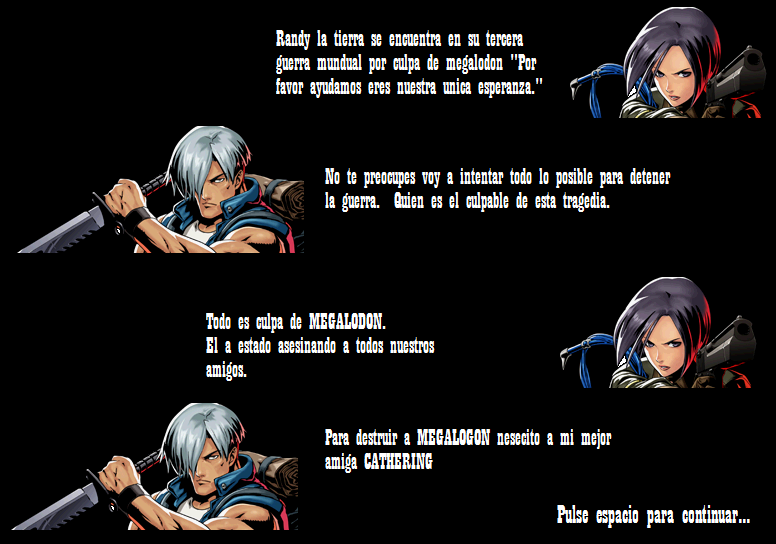 Randy la tierra se encuentra en su tercera
guerra mundial por culpa de megalodon "Por
favor ayudamos eres nuestra unica esperanza."
No te preocupes voy a intentar todo lo posible para detener
la guerra. Quien es el culpable de esta tragedia.
Todo es culpa de MEGALODON.
El a estado asesinando a todos nuestros
amigos.
Para destruir a MEGALOGON nesecito a mi mejor
amiga CATHERING
Pulse espacio para continuar...